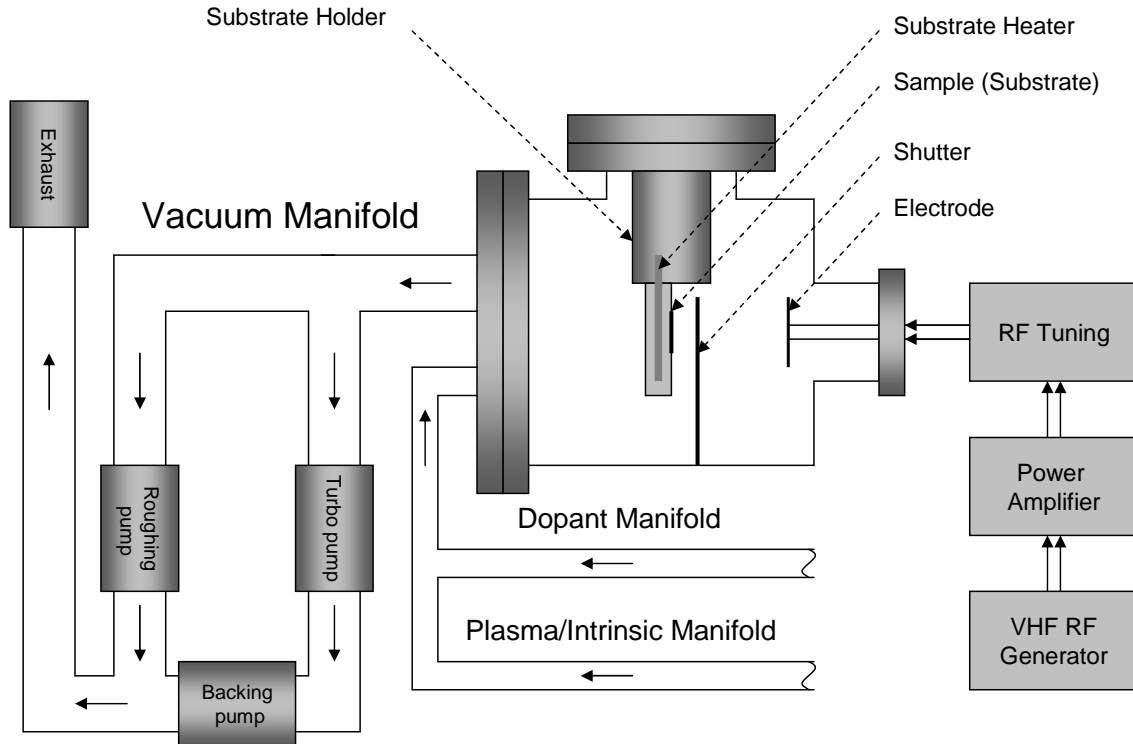 Substrate Holder
Substrate Heater
Sample (Substrate)
Shutter
Electrode
Exhaust
Vacuum Manifold
RF Tuning
Roughing
pump
Turbo pump
Power
Amplifier
Dopant Manifold
Plasma/Intrinsic Manifold
VHF RF
Generator
Backing
pump